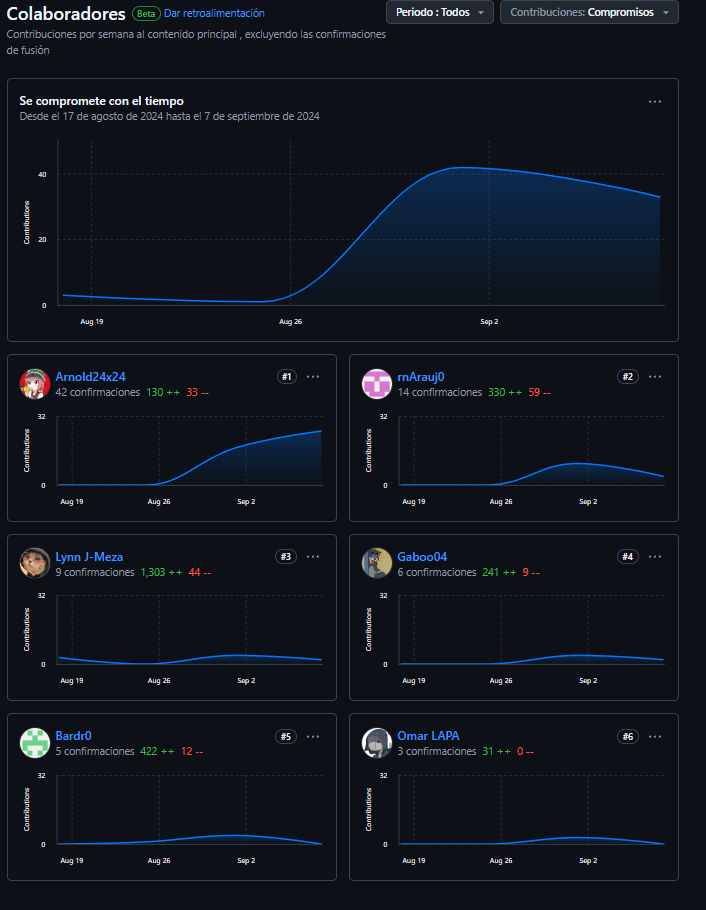 Colaboradores Beta Dar retroalimentación
Periodo : Todos
Contribuciones: Compromisos
Contribuciones por semana al contenido principal , excluyendo las confirmaciones
de fusión
Se compromete con el tiempo
Desde el 17 de agosto de 2024 hasta el 7 de septiembre de 2024
Contributions
40
20
0
Aug 19 Aug 26 Sep 2
Arnold24x24 #1
42 confirmaciones 130 ++ 33 --
Contributions
32
0
Aug 19 Aug 26 Sep 2
rnArauj0 #2
14 confirmaciones 330 ++ 59 --
Contributions
32
0
Aug 19 Aug 26 Sep 2
Lynn J-Meza #3
9 confirmaciones 1,303 ++ 44 --
Contributions
32
0
Aug 19 Aug 26 Sep 2
Gaboo04 #4
6 confirmaciones 241 ++ 9 --
Contributions
32
0
Aug 19 Aug 26 Sep 2
Bardr0 #5
5 confirmaciones 422 ++ 12 --
Contributions
32
0
Aug 19 Aug 26 Sep 2
Omar LAPA #6
3 confirmaciones 31 ++ 0 --
Contributions
32
0
Aug 19 Aug 26 Sep 2